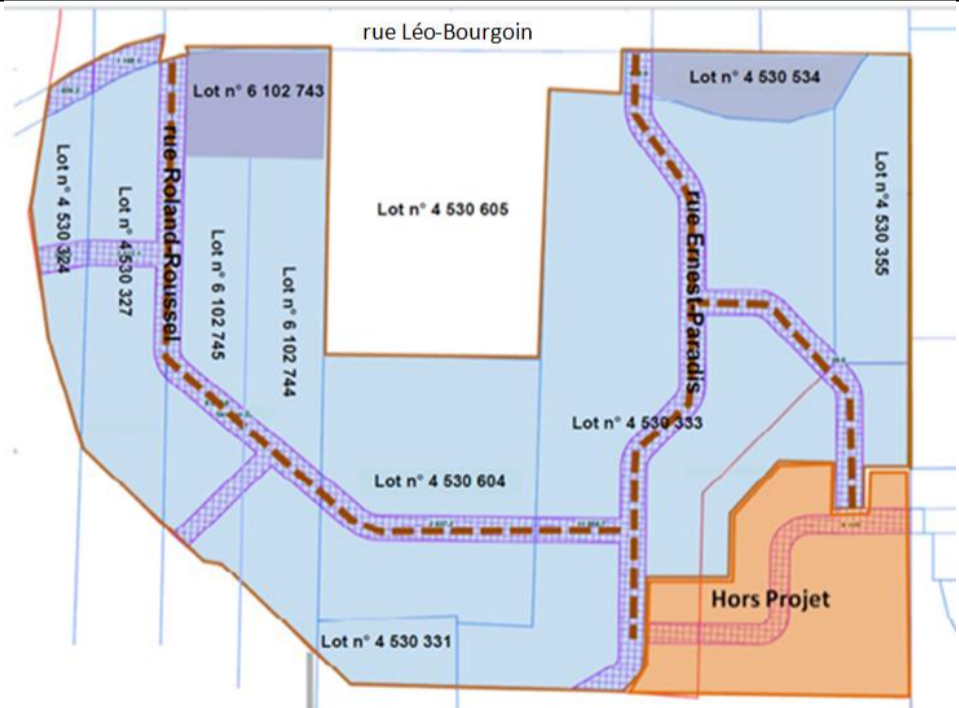 rue Léo-Bourgoin
Lot n° 6 102 743
Lot n° 4 530 534
Lot n° 4 530 324
Lot n° 4 530 327
rue Roland-Roussel
Lot n° 6 102 745
Lot n° 6 102 744
Lot n° 4 530 605
rue Ernest-Paradis
Lot n°4 530 355
Lot n° 4 530 333
Lot n° 4 530 604
Hors Projet
Lot n° 4 530 331